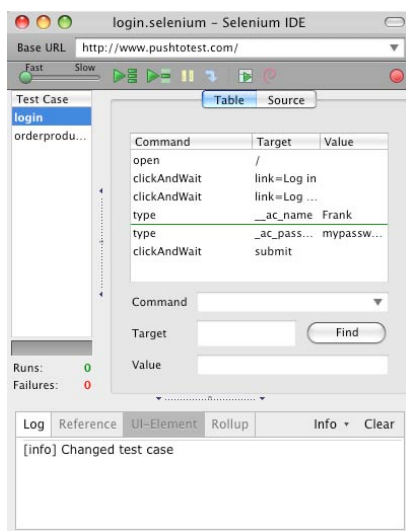 login.selenium - Selenium IDE
Base URL http://www.pushtotest.com/
Fast Slow
Table Source
Test Case
login
orderprodu...
Command Target Value
open /
clickAndWait link=Log in
clickAndWait link=Log ...
type __ac_name Frank
type _ac_pass... mypassw...
clickAndWait submit
Command
Target Find
Value
Runs: 0
Failures: 0
Log Reference UI-Element Rollup Info Clear
[info] Changed test case